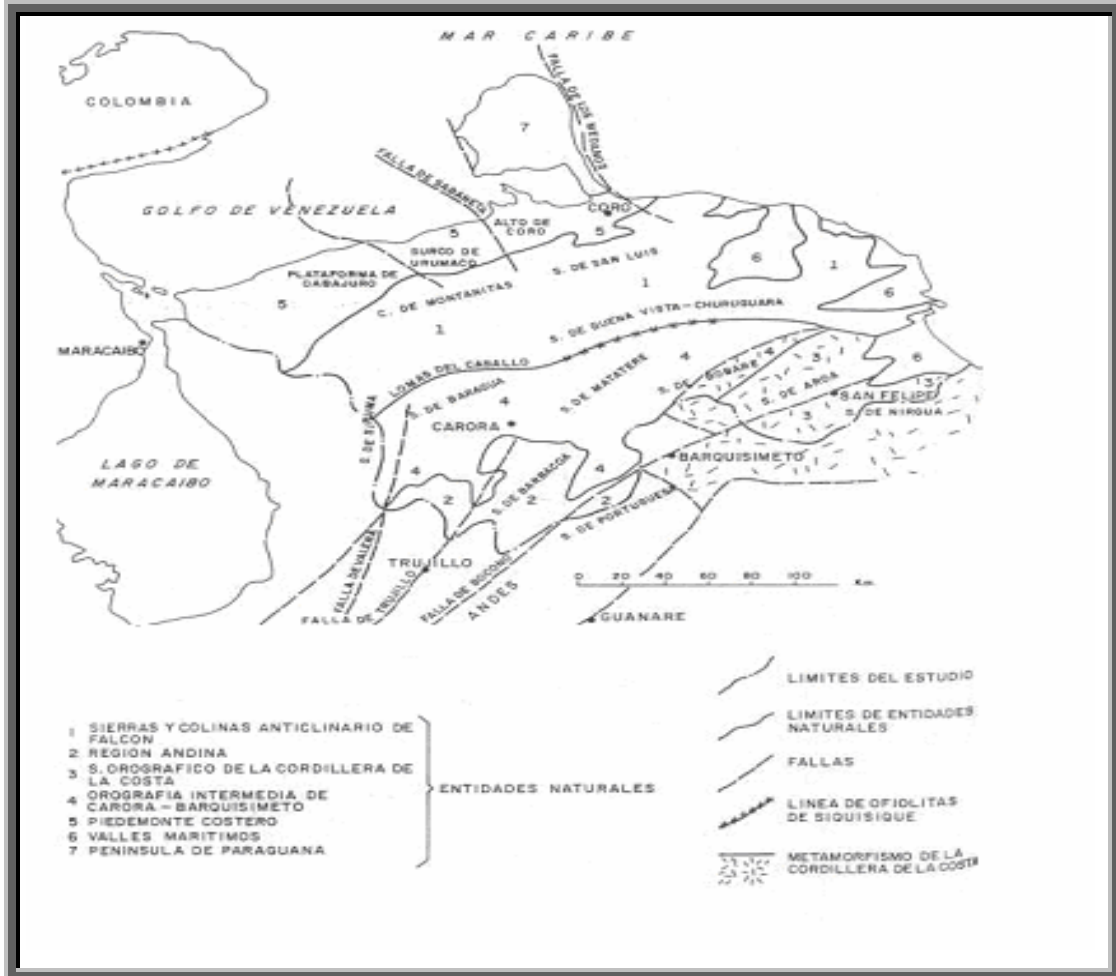 MAR CARIBE
COLOMBIA
FALLA DE LOS MEDANOS
7
FALLA DE SABANETA
GOLFO DE VENEZUELA
CORO
5
ALTO DE
CORO
5
SURCO DE
URUMACO
PLATAFORMA DE
DABAJURO
5
S. DE SAN LUIS
6
1
C. DE MONTAÑITAS
1
1
6
S. DE BUENA VISTA-CHURUGUARA
MARACAIBO
LOMAS DEL CABALLO
S. DE MATATERE
4
S. DE BOBARE
4
3
6
S. DE BARAGUA
4
S. DE AROA
3
SAN FELIPE
S. DE NIRGUA
3
S. DE SIRUMA
CARORA
BARQUISIMETO
LAGO DE
MARACAIBO
4
2
S. DE BARBACOA
2
4
2
S. DE PORTUGUESA
TRUJILLO
FALLA DE VALERA
FALLA DE TRUJILLO
FALLA DE BOCONO
ANDES
0 20 40 60 80 100 Km.
GUANARE
1 SIERRAS Y COLINAS ANTICLINARIO DE
FALCON
2 REGION ANDINA
3 S. OROGRAFICO DE LA CORDILLERA DE
LA COSTA
4 OROGRAFIA INTERMEDIA DE
CARORA - BARQUISIMETO
5 PIEDEMONTE COSTERO
6 VALLES MARITIMOS
7 PENINSULA DE PARAGUANA
ENTIDADES NATURALES
LIMITES DEL ESTUDIO
LIMITES DE ENTIDADES
NATURALES
FALLAS
LINEA DE OFIOLITAS
DE SIQUISIQUE
METAMORFISMO DE LA
CORDILLERA DE LA COSTA